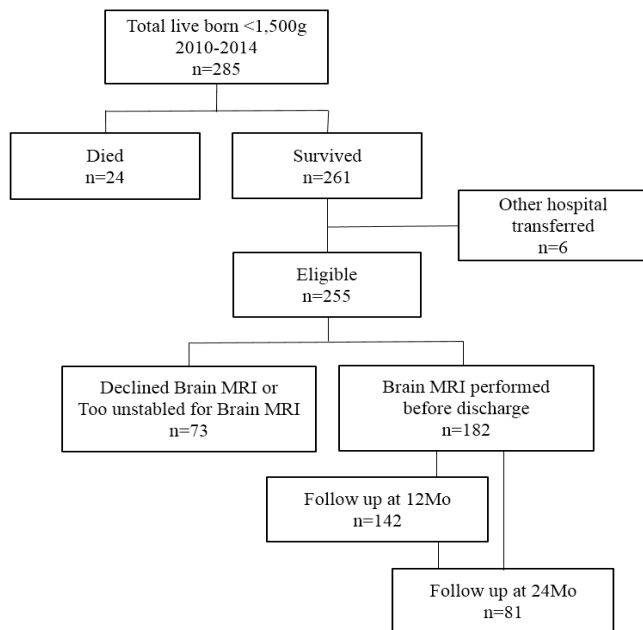 Total live born <1,500g
2010-2014
n=285
Died
n=24
Survived
n=261
Other hospital
transferred
n=6
Eligible
n=255
Declined Brain MRI or
Too unstabled for Brain MRI
n=73
Brain MRI performed
before discharge
n=182
Follow up at 12Mo
n=142
Follow up at 24Mo
n=81